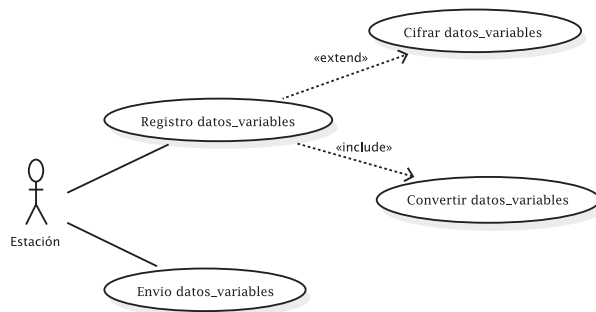 Cifrar datos_variables
«extend»
Registro datos_variables
«include»
Convertir datos_variables
Estación
Envio datos_variables